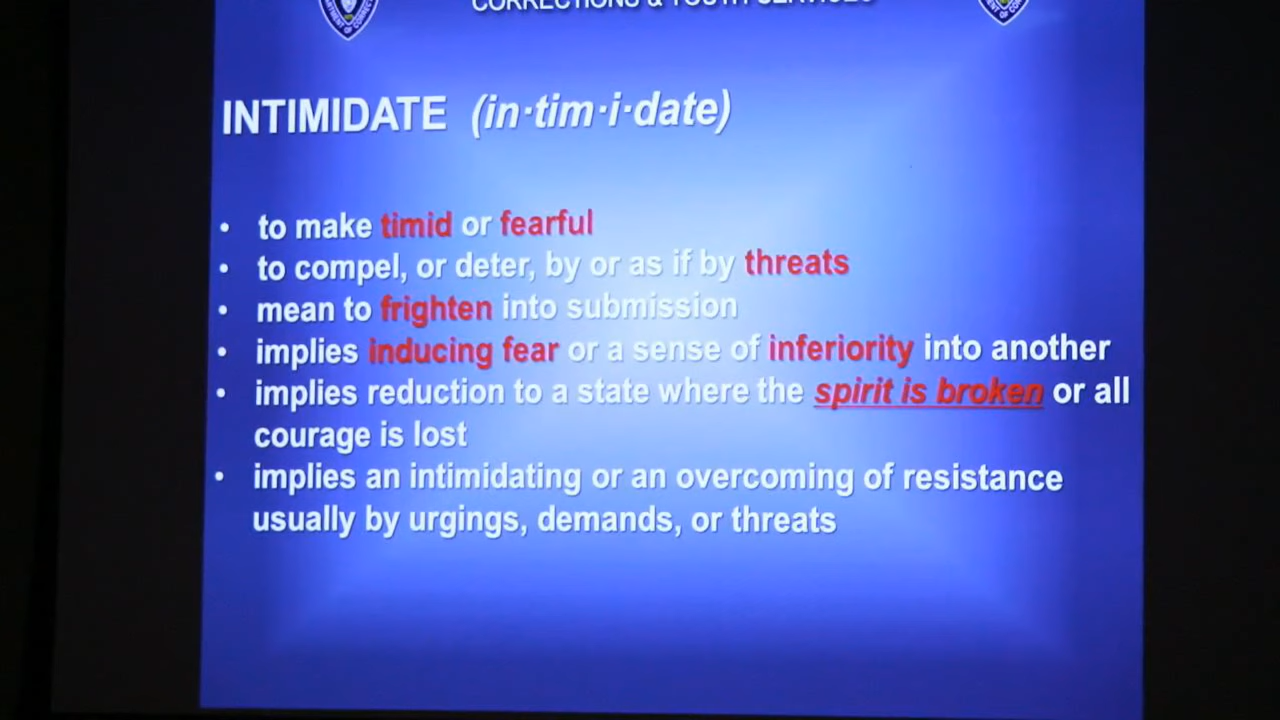 CORRECTIONS & YOUTH SERVICES
INTIMIDATE (in·tim·i·date)
• to make timid or fearful
• to compel, or deter, by or as if by threats
• mean to frighten into submission
• implies inducing fear or a sense of inferiority into another
• implies reduction to a state where the spirit is broken or all
courage is lost
• implies an intimidating or an overcoming of resistance
usually by urgings, demands, or threats